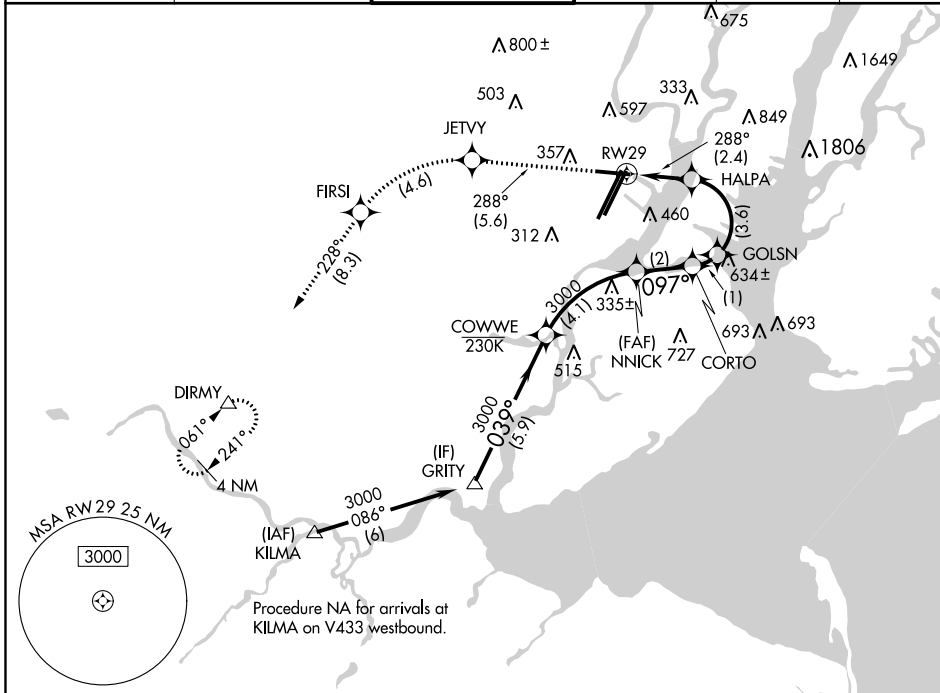 675
800 ±
1649
503
597
333
849
JETVY
288°
(2.4)
357
RW29
1806
HALPA
FIRSI
(4.6)
288°
(5.6)
460
(3.6)
312
228°
(8.3)
(2)
GOLSN
634 ±
097°
(1)
3000
(4.1)
335±
COWWE
230K
(FAF)
NNICK
693
693
727
CORTO
515
DIRMY
061°
241°
4 NM
3000
039°
(5.9)
(IF)
GRITY
3000
086°
(6)
(IAF)
KILMA
MSA RW 29 25 NM
3000
Procedure NA for arrivals at
KILMA on V433 westbound.